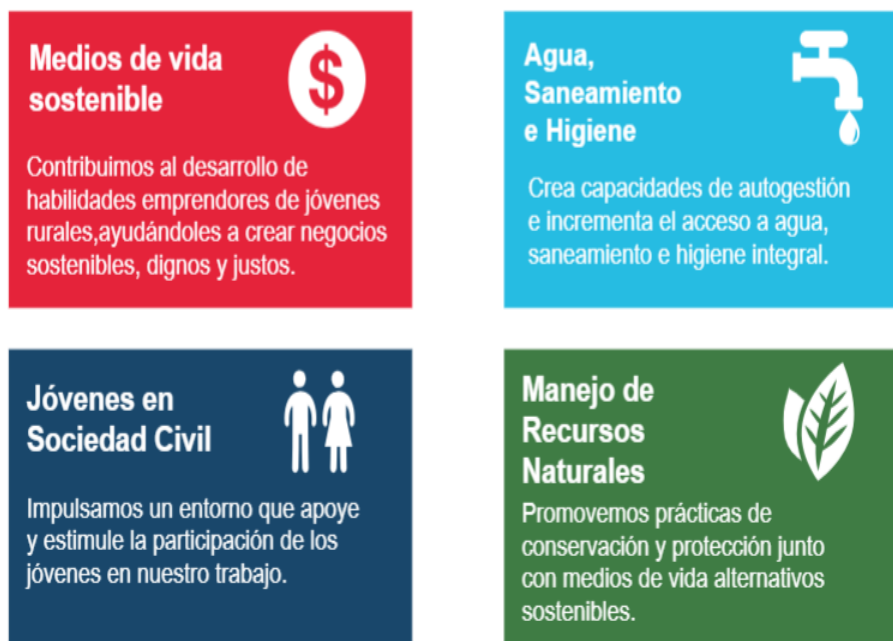 Medios de vida
sostenible
$
Contribuimos al desarrollo de
habilidades emprendores de jóvenes
rurales,ayudándoles a crear negocios
sostenibles, dignos y justos.
Agua,
Saneamiento
e Higiene
Crea capacidades de autogestión
e incrementa el acceso a agua,
saneamiento e higiene integral.
Jóvenes en
Sociedad Civil
Impulsamos un entorno que apoye
y estimule la participación de los
jóvenes en nuestro trabajo.
Manejo de
Recursos
Naturales
Promovemos prácticas de
conservación y protección junto
con medios de vida alternativos
sostenibles.